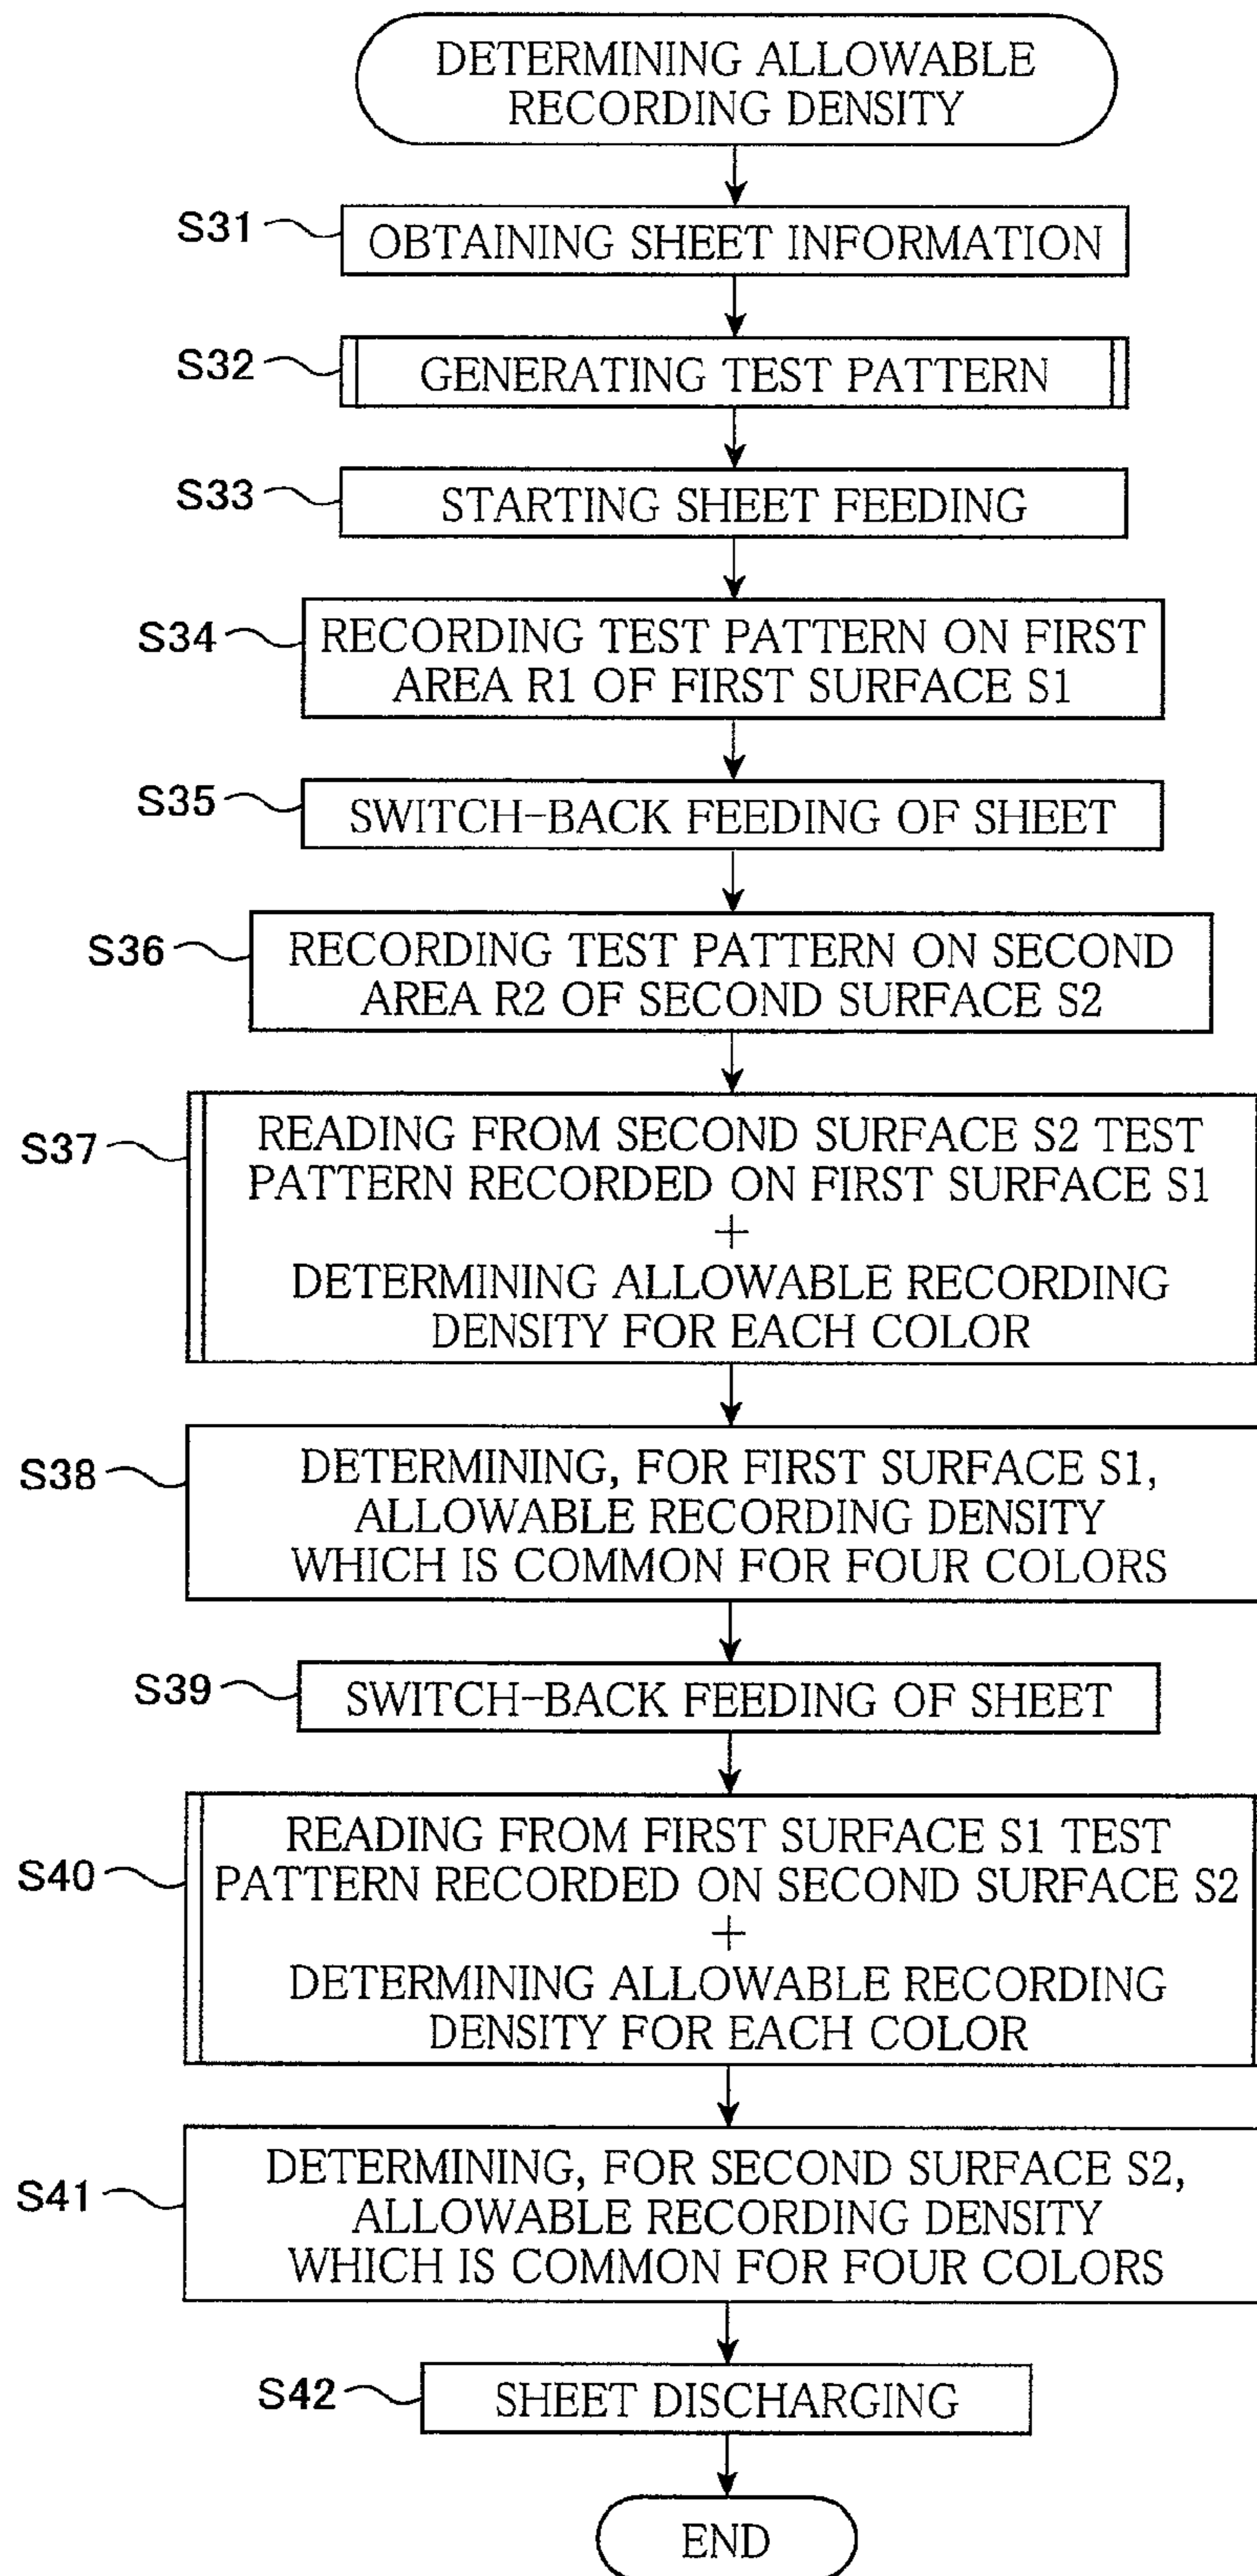 DETERMINING ALLOWABLE
RECORDING DENSITY
S31
OBTAINING SHEET INFORMATION
S32
GENERATING TEST PATTERN
S33
STARTING SHEET FEEDING
S34
RECORDING TEST PATTERN ON FIRST
AREA R1 OF FIRST SURFACE S1
S35
SWITCH-BACK FEEDING OF SHEET
S36
RECORDING TEST PATTERN ON SECOND
AREA R2 OF SECOND SURFACE S2
S37
READING FROM SECOND SURFACE S2 TEST
PATTERN RECORDED ON FIRST SURFACE S1
+
DETERMINING ALLOWABLE RECORDING
DENSITY FOR EACH COLOR
S38
DETERMINING, FOR FIRST SURFACE S1,
ALLOWABLE RECORDING DENSITY
WHICH IS COMMON FOR FOUR COLORS
S39
SWITCH-BACK FEEDING OF SHEET
S40
READING FROM FIRST SURFACE S1 TEST
PATTERN RECORDED ON SECOND SURFACE S2
+
DETERMINING ALLOWABLE RECORDING
DENSITY FOR EACH COLOR
S41
DETERMINING, FOR SECOND SURFACE S2,
ALLOWABLE RECORDING DENSITY
WHICH IS COMMON FOR FOUR COLORS
S42
SHEET DISCHARGING
END